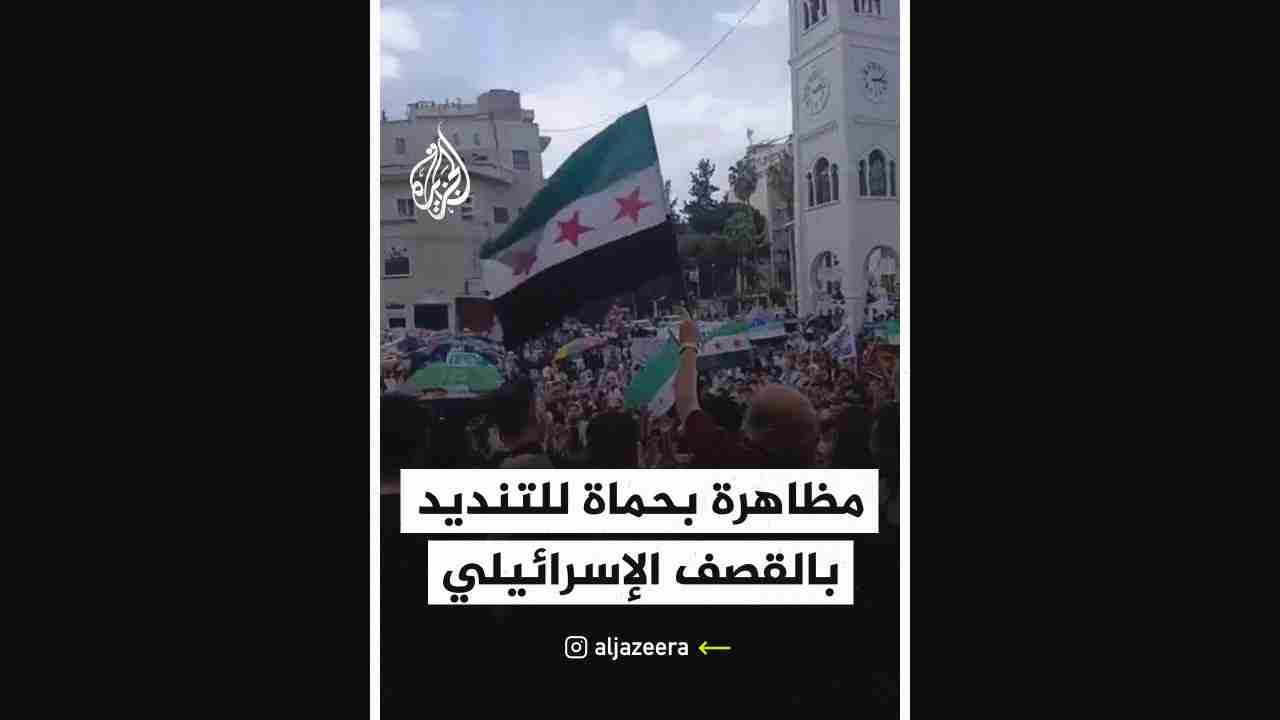 الجزيرة
مظاهرة بحماة للتنديد
بالقصف الإسرائيلي
aljazeera